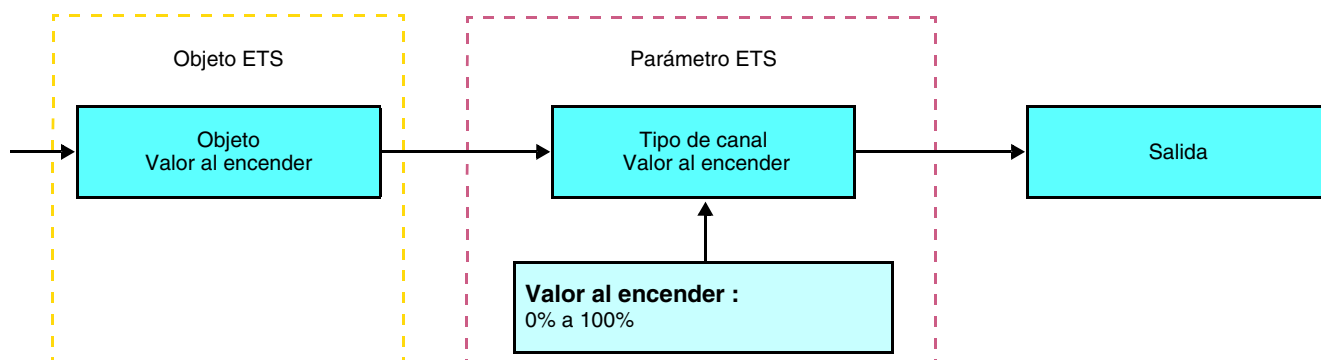 Objeto ETS
Parámetro ETS
Objeto
Valor al encender
Tipo de canal
Valor al encender
Salida
Valor al encender :
0% a 100%